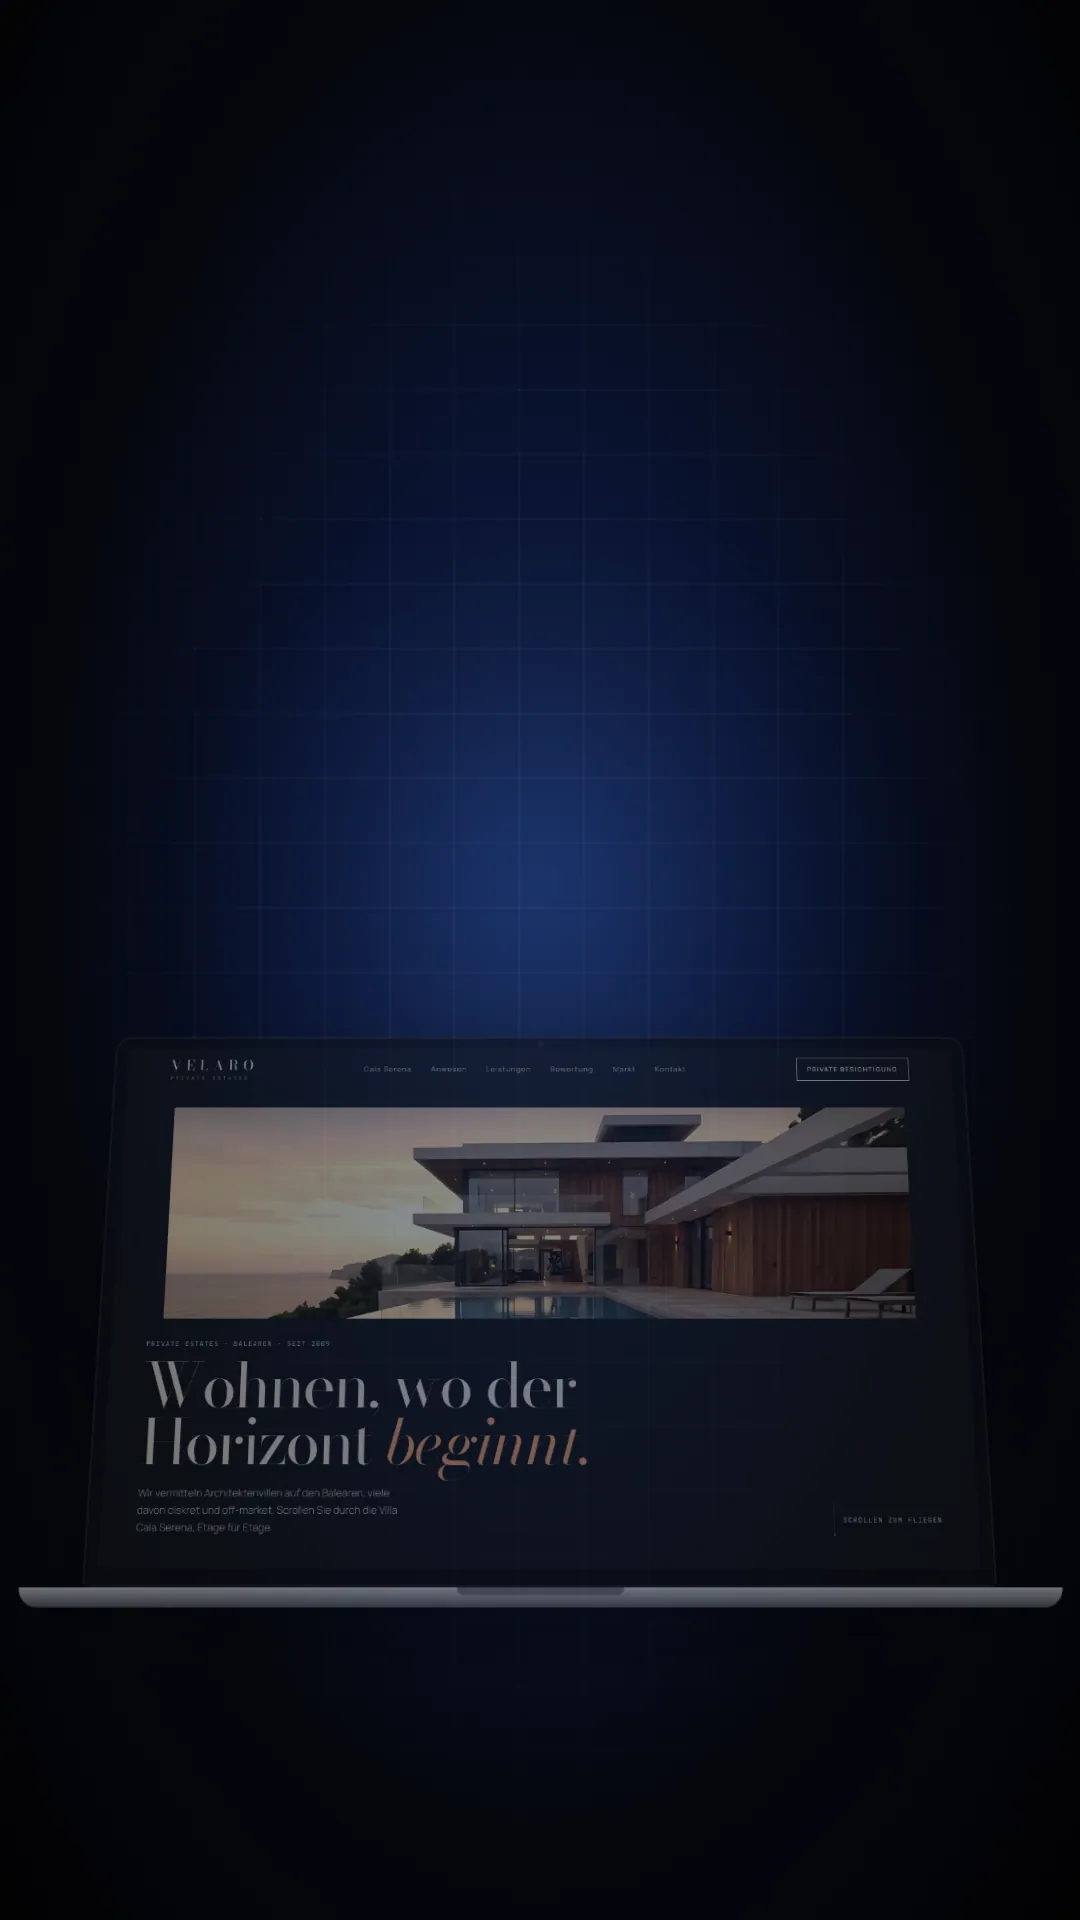 VELARO
PRIVATE ESTATES
Cala Serena Anwesen Leistungen Bewertung Markt Kontakt
PRIVATE BESICHTIGUNG
PRIVATE ESTATES · BALEAREN · SEIT 2009
Wohnen, wo der
Horizont beginnt.
Wir vermitteln Architektenvillen auf den Balearen, viele
davon diskret und off-market. Scrollen Sie durch die Villa
Cala Serena, Etage für Etage.
SCROLLEN ZUM FLIEGEN